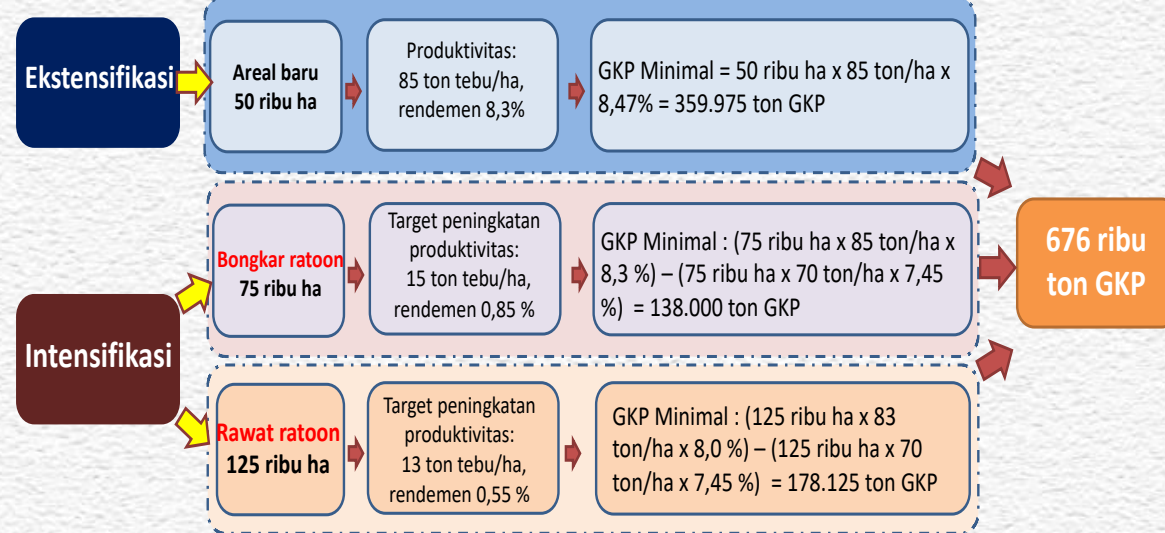 Ekstensifikasi
Areal baru
50 ribu ha
Produktivitas:
85 ton tebu/ha,
rendemen 8,3%
GKP Minimal = 50 ribu ha x 85 ton/ha x
8,47% = 359.975 ton GKP
Intensifikasi
Bongkar ratoon
75 ribu ha
Target peningkatan
produktivitas:
15 ton tebu/ha,
rendemen 0,85 %
GKP Minimal : (75 ribu ha x 85 ton/ha x
8,3 %) – (75 ribu ha x 70 ton/ha x 7,45
%) = 138.000 ton GKP
Rawat ratoon
125 ribu ha
Target peningkatan
produktivitas:
13 ton tebu/ha,
rendemen 0,55 %
GKP Minimal : (125 ribu ha x 83
ton/ha x 8,0 %) – (125 ribu ha x 70
ton/ha x 7,45 %) = 178.125 ton GKP
676 ribu
ton GKP